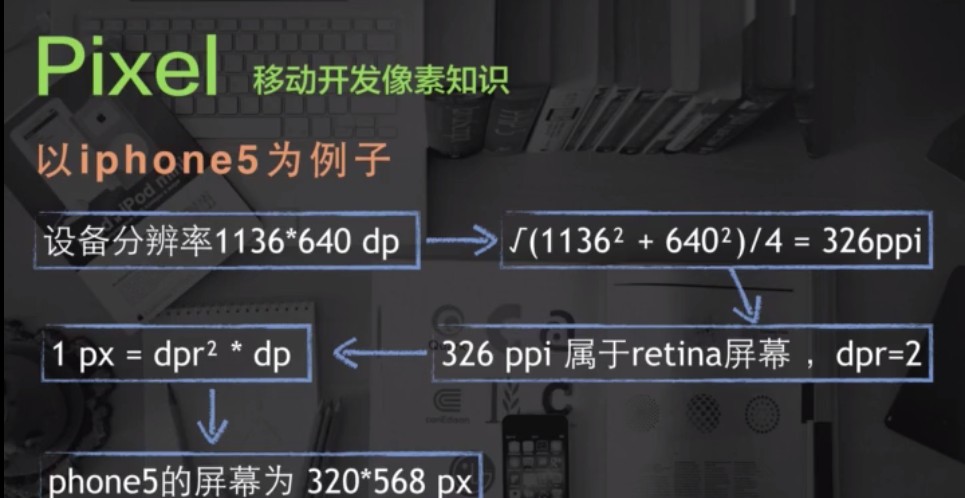 Pixel 移动开发像素知识
以iphone5为例子
设备分辨率1136*640 dp
√(1136² + 640²)/4 = 326ppi
326 ppi 属于retina屏幕 ，dpr=2
1 px = dpr² * dp
phone5的屏幕为 320*568 px